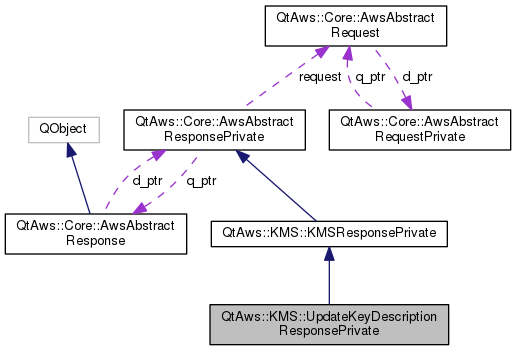 QtAws::Core::AwsAbstract
Request
request
q_ptr
d_ptr
QObject
QtAws::Core::AwsAbstract
ResponsePrivate
QtAws::Core::AwsAbstract
RequestPrivate
d_ptr
q_ptr
QtAws::Core::AwsAbstract
Response
QtAws::KMS::KMSResponsePrivate
QtAws::KMS::UpdateKeyDescription
ResponsePrivate